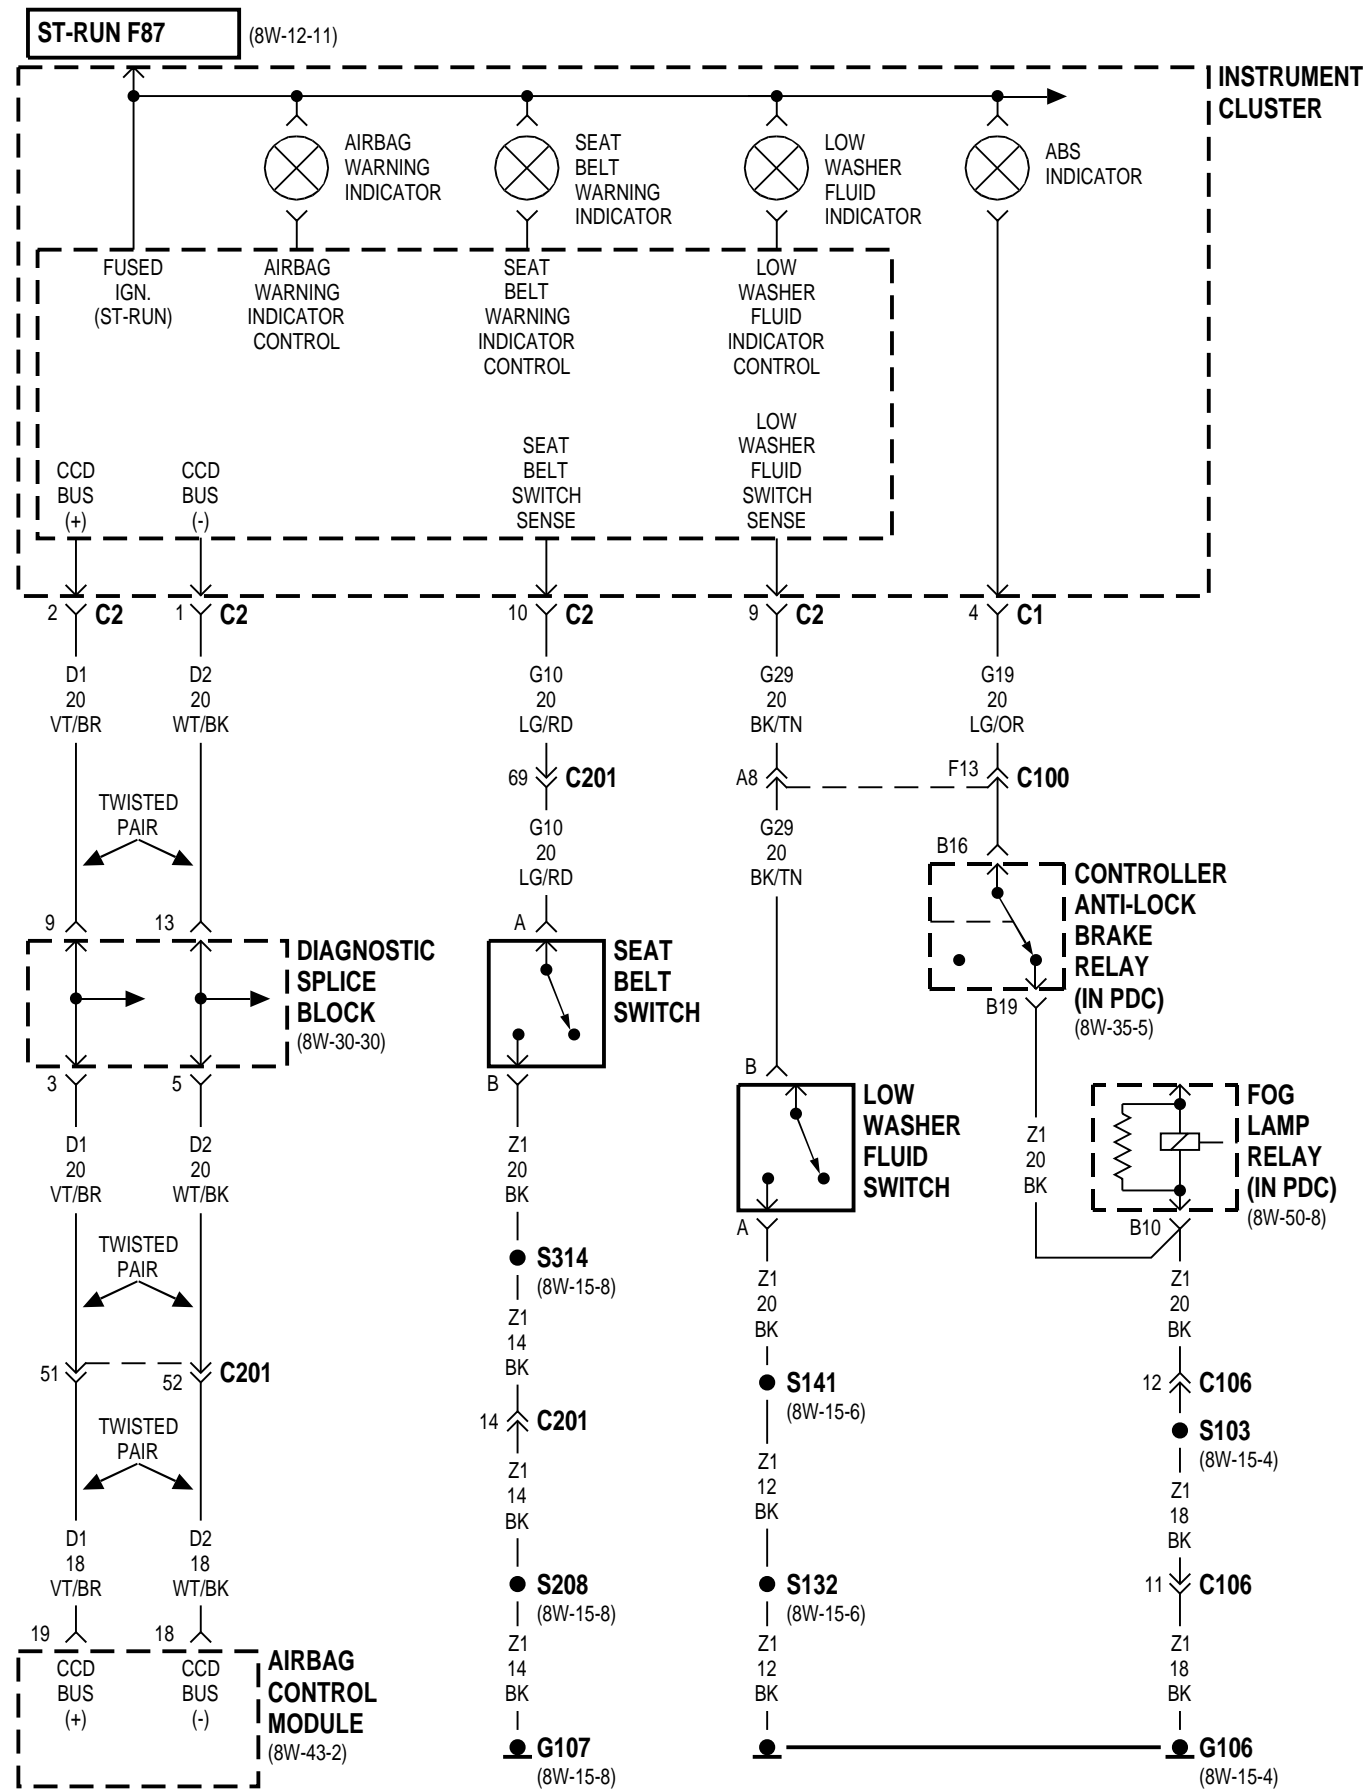 ST-RUN F87
(8W-12-11)
INSTRUMENT
CLUSTER
AIRBAG
WARNING
INDICATOR
SEAT
BELT
WARNING
INDICATOR
LOW
WASHER
FLUID
INDICATOR
ABS
INDICATOR
FUSED
IGN.
(ST-RUN)
AIRBAG
WARNING
INDICATOR
CONTROL
SEAT
BELT
WARNING
INDICATOR
CONTROL
LOW
WASHER
FLUID
INDICATOR
CONTROL
CCD
BUS
(+)
CCD
BUS
(-)
SEAT
BELT
SWITCH
SENSE
LOW
WASHER
FLUID
SWITCH
SENSE
2 C2
1 C2
10 C2
9 C2
4 C1
D1
20
VT/BR
D2
20
WT/BK
G10
20
LG/RD
G29
20
BK/TN
G19
20
LG/OR
69 C201
A8
F13 C100
TWISTED
PAIR
G10
20
LG/RD
G29
20
BK/TN
B16
CONTROLLER
ANTI-LOCK
BRAKE
RELAY
(IN PDC)
(8W-35-5)
B19
9
13
DIAGNOSTIC
SPLICE
BLOCK
(8W-30-30)
3
5
A
SEAT
BELT
SWITCH
B
B
LOW
WASHER
FLUID
SWITCH
A
FOG
LAMP
RELAY
(IN PDC)
(8W-50-8)
B10
D1
20
VT/BR
D2
20
WT/BK
Z1
20
BK
Z1
20
BK
TWISTED
PAIR
S314
(8W-15-8)
Z1
20
BK
Z1
20
BK
Z1
14
BK
51
52 C201
S141
(8W-15-6)
12 C106
S103
(8W-15-4)
14 C201
TWISTED
PAIR
Z1
14
BK
Z1
12
BK
Z1
18
BK
D1
18
VT/BR
D2
18
WT/BK
S208
(8W-15-8)
S132
(8W-15-6)
11 C106
19
18
CCD
BUS
(+)
CCD
BUS
(-)
AIRBAG
CONTROL
MODULE
(8W-43-2)
Z1
14
BK
Z1
12
BK
Z1
18
BK
G107
(8W-15-8)
G106
(8W-15-4)